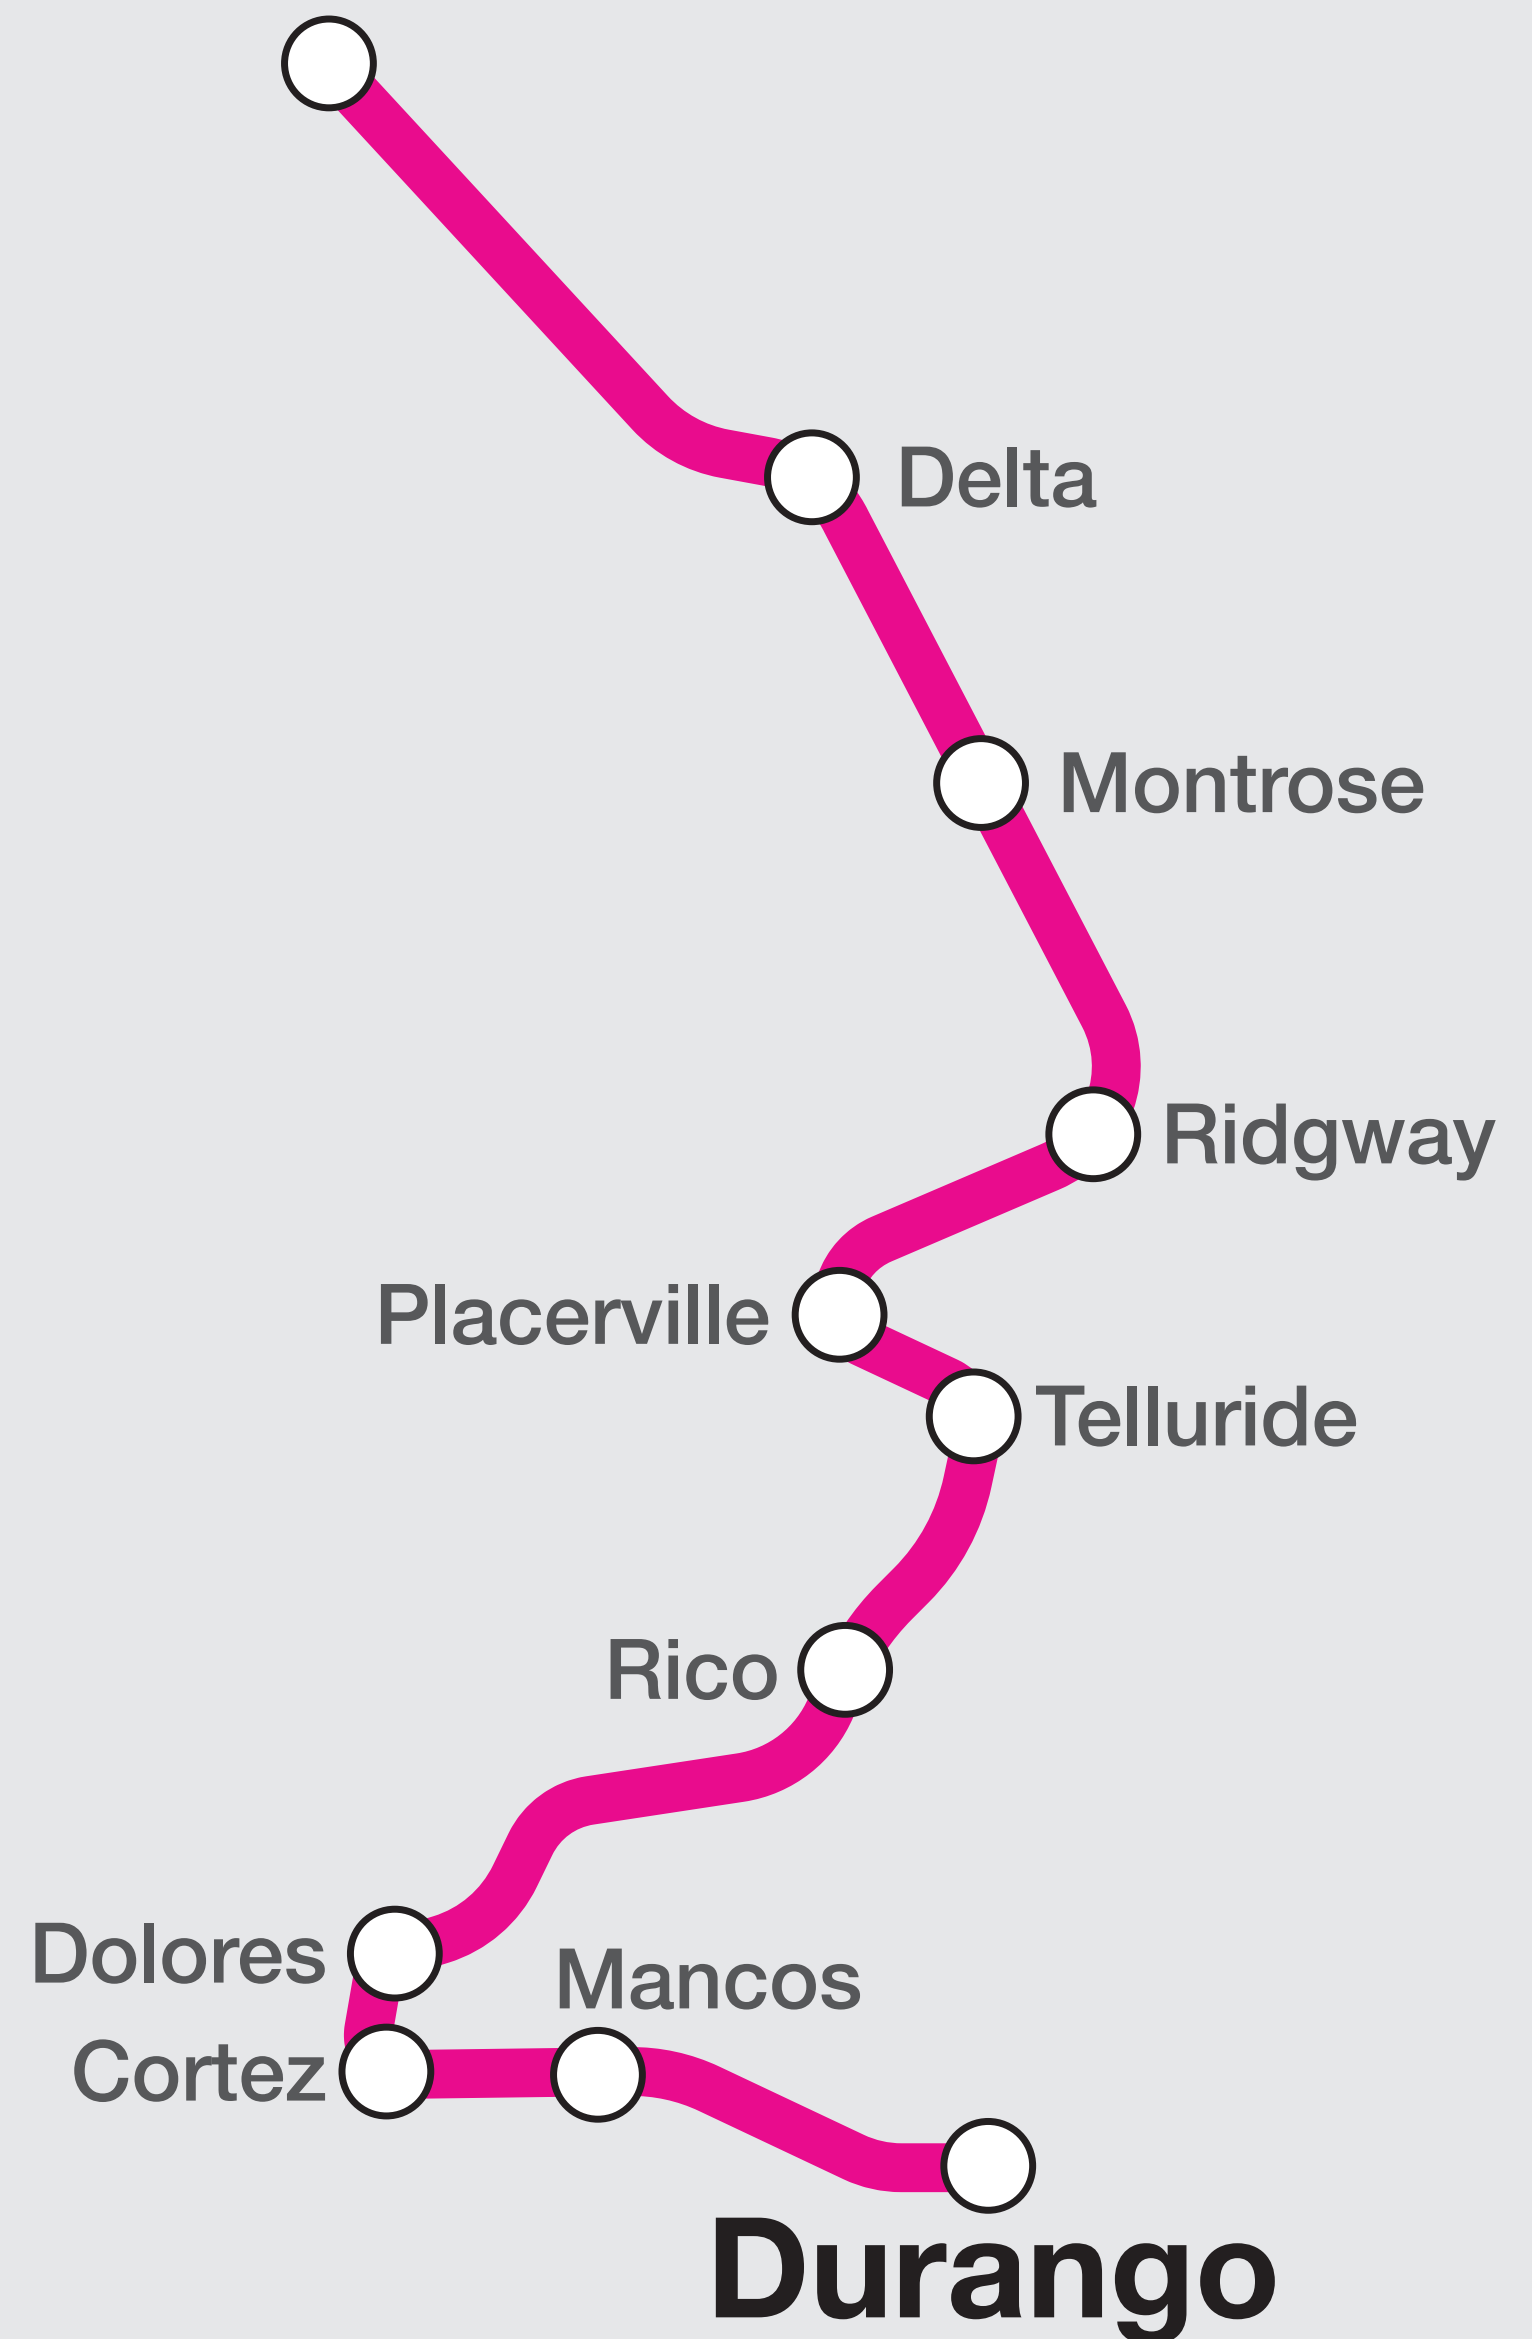 Delta
Montrose
Ridgway
Placerville
Telluride
Rico
Dolores
Mancos
Cortez
Durango